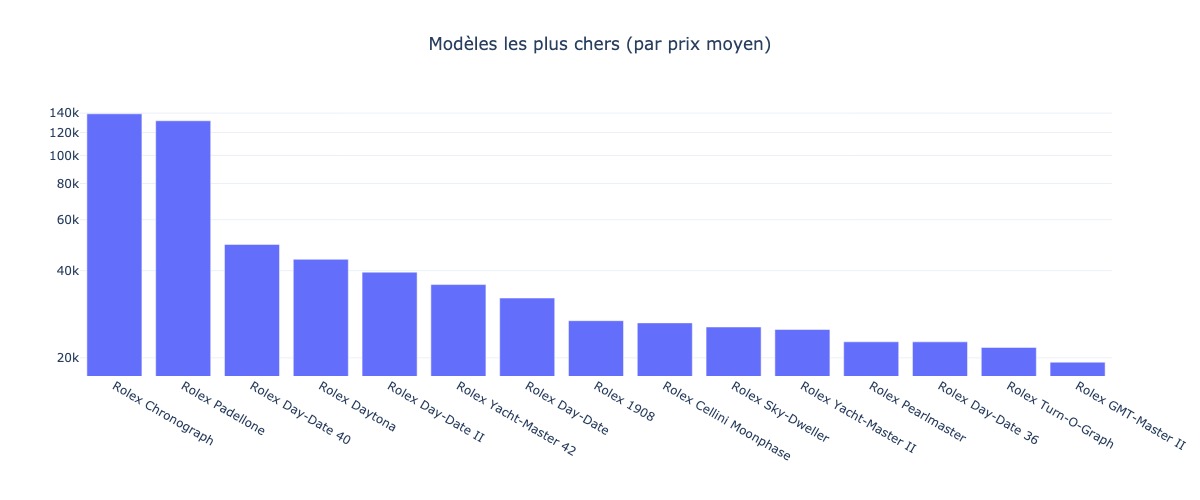 Modèles les plus chers (par prix moyen)
140k
120k
100k
80k
60k
40k
20k
Rolex Chronograph
Rolex Padellone
Rolex Day-Date 40
Rolex Daytona
Rolex Day-Date II
Rolex Yacht-Master 42
Rolex Day-Date
Rolex 1908
Rolex Cellini Moonphase
Rolex Sky-Dweller
Rolex Yacht-Master II
Rolex Pearlmaster
Rolex Day-Date 36
Rolex Turn-O-Graph
Rolex GMT-Master II